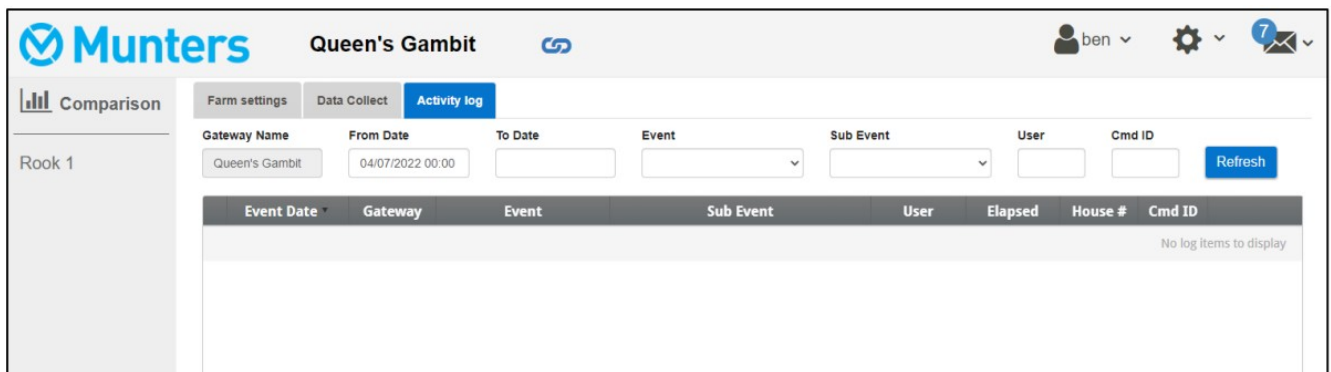 Munters Queen's Gambit ben 7
Comparison
Farm settings Data Collect Activity log
Gateway Name From Date To Date Event Sub Event User Cmd ID
Rook 1
Queen's Gambit 04/07/2022 00:00 Refresh
Event Date Gateway Event Sub Event User Elapsed House # Cmd ID
No log items to display